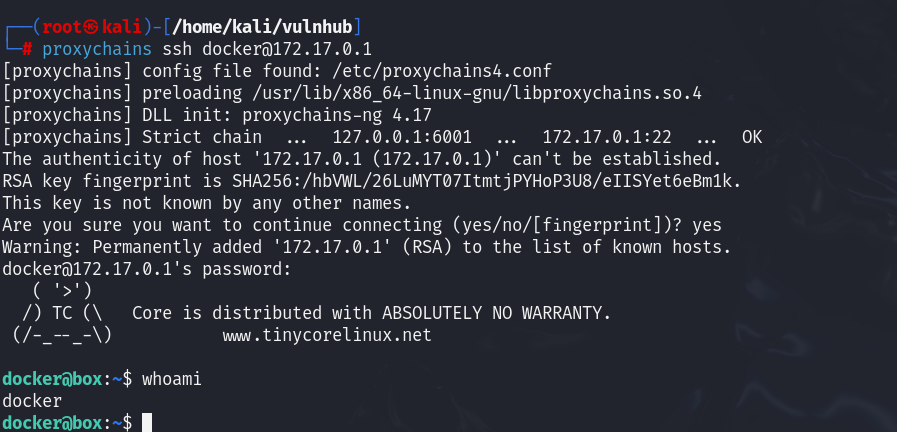 ┌──(root㉿kali)-[/home/kali/vulnhub]
└─# proxychains ssh docker@172.17.0.1
[proxychains] config file found: /etc/proxychains4.conf
[proxychains] preloading /usr/lib/x86_64-linux-gnu/libproxychains.so.4
[proxychains] DLL init: proxychains-ng 4.17
[proxychains] Strict chain  ...  127.0.0.1:6001  ...  172.17.0.1:22  ...  OK
The authenticity of host '172.17.0.1 (172.17.0.1)' can't be established.
RSA key fingerprint is SHA256:/hbVWL/26LuMYT07ItmtjPYHoP3U8/eIISYet6eBm1k.
This key is not known by any other names.
Are you sure you want to continue connecting (yes/no/[fingerprint])? yes
Warning: Permanently added '172.17.0.1' (RSA) to the list of known hosts.
docker@172.17.0.1's password:
   ( '>')
  /) TC (\   Core is distributed with ABSOLUTELY NO WARRANTY.
 (/-_--_-\)           www.tinycorelinux.net
docker@box:~$ whoami
docker
docker@box:~$